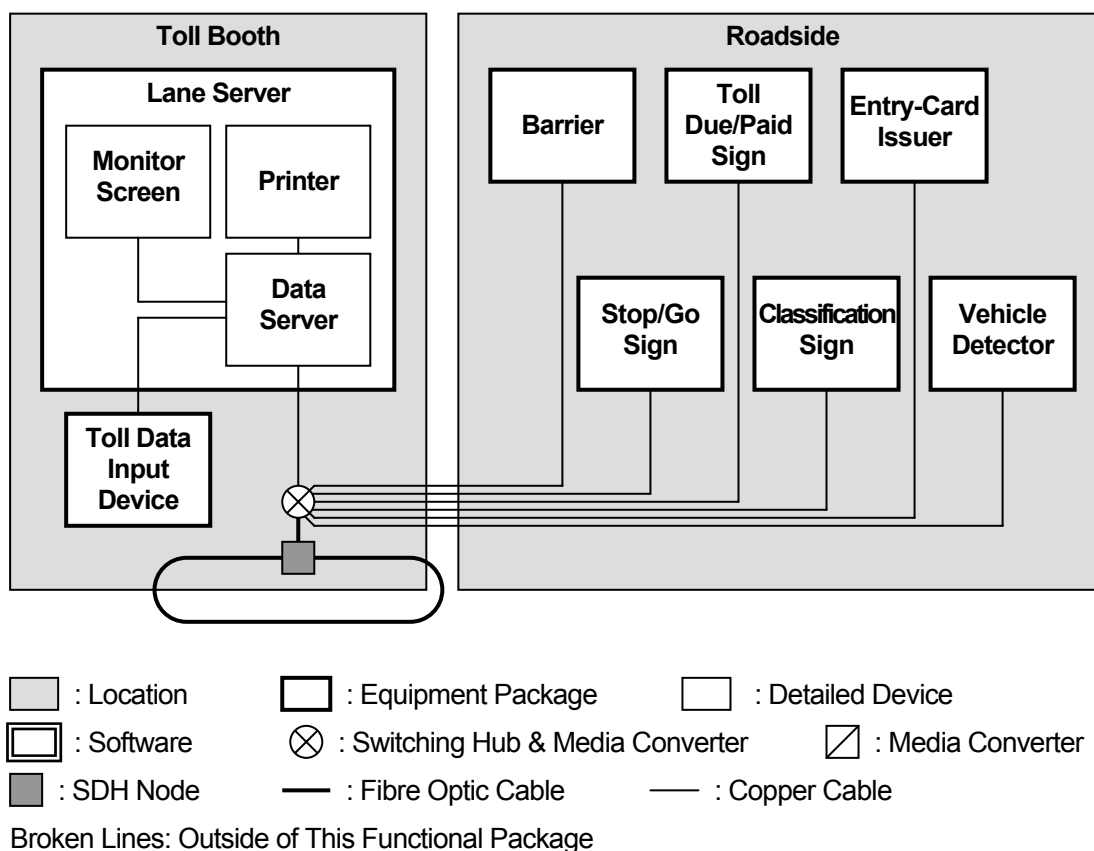 Toll Booth
Roadside
Lane Server
Monitor
Screen
Printer
Data
Server
Toll Data
Input
Device
Barrier
Toll
Due/Paid
Sign
Entry-Card
Issuer
Stop/Go
Sign
Classification
Sign
Vehicle
Detector
: Location
: Equipment Package
: Detailed Device
: Software
: Switching Hub & Media Converter
: Media Converter
: SDH Node
: Fibre Optic Cable
: Copper Cable
Broken Lines: Outside of This Functional Package